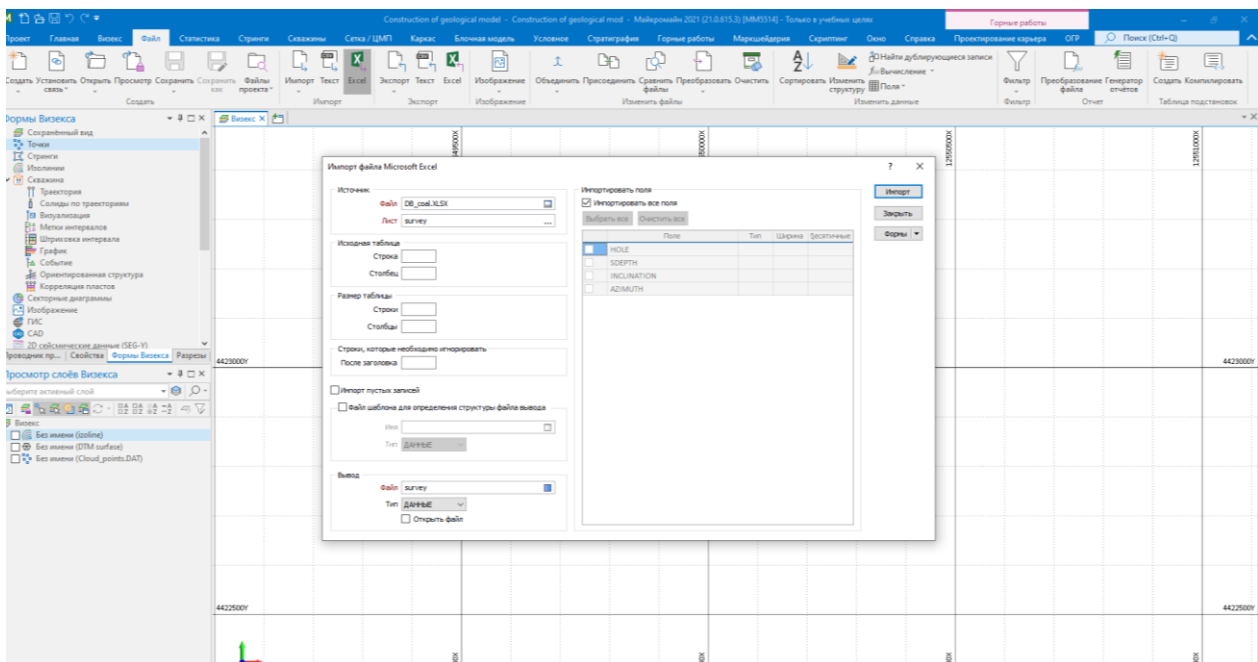 Construction of geological model - Construction of geological mod - Майкромайн 2021 (21.0.615.3) [MM5514] - Только в учебных целях
Горные работы
Проект Главная Визекс Файл Статистика Стринги Скважины Сетка / ЦМП Каркас Блочная модель Условное Стратиграфия Горные работы Маркшейдерия Скриптинг Окно Справка Проектирование карьера ОГР Поиск (Ctrl+Q)
Создать Установить связь Открыть Просмотр Сохранить Сохранить как Файлы проекта Импорт Текст Excel Экспорт Текст Excel Изображение Объединить Присоединить Сравнить файлы Преобразовать Очистить Сортировать Изменить структуру Найти дублирующиеся записи Вычисление Поля Фильтр Преобразование файла Генератор отчётов Создать Компилировать
Создать Импорт Экспорт Изображение Изменить файлы Изменить данные Фильтр Отчет Таблица подстановок
Формы Визекса
Визекс
Сохранённый вид
Точки
Стринги
Изолинии
Скважина
Траектория
Солиды по траекториям
Визуализация
Метки интервалов
Штриховка интервала
График
Событие
Ориентированная структура
Корреляция пластов
Секторные диаграммы
Изображение
ГИС
CAD
2D сейсмические данные (SEG-Y)
Проводник пр... Свойства Формы Визекса Разрезы
Просмотр слоёв Визекса
Выберите активный слой
Визекс
Без имени (izoline)
Без имени (DTM surfase)
Без имени (Cloud_points.DAT)
12550500X
12551000X
4423000Y
4423000Y
4422500Y
4422500Y
Импорт файла Microsoft Excel
? X
Источник
Файл DB_coal.XLSX
Лист survey ...
Исходная таблица
Строка
Столбец
Размер таблицы
Строки
Столбцы
Строки, которые необходимо игнорировать
После заголовка
Импорт пустых записей
Файл шаблона для определения структуры файла вывода
Имя
Тип ДАННЫЕ
Вывод
Файл survey
Тип ДАННЫЕ
Открыть файл
Импортировать поля
Импортировать все поля
Выбрать все Очистить все
Поле Тип Ширина Десятичные
HOLE
SDEPTH
INCLINATION
AZIMUTH
Импорт
Закрыть
Формы